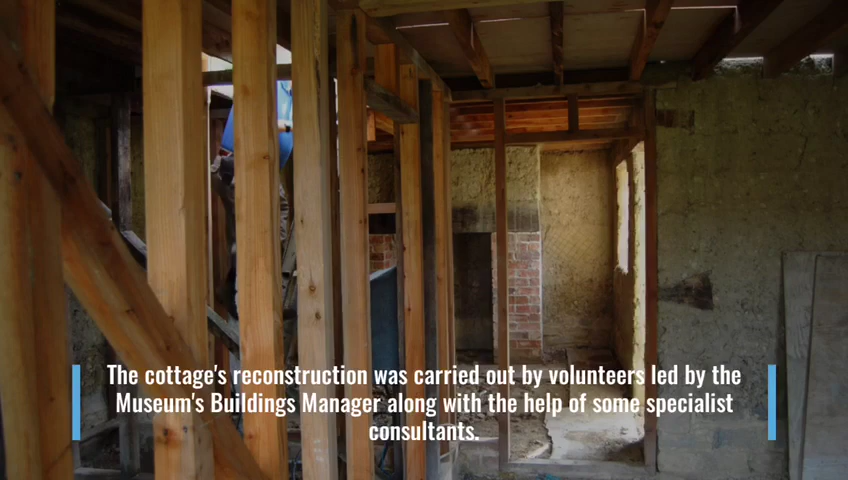 The cottage's reconstruction was carried out by volunteers led by the
Museum's Buildings Manager along with the help of some specialist
consultants.